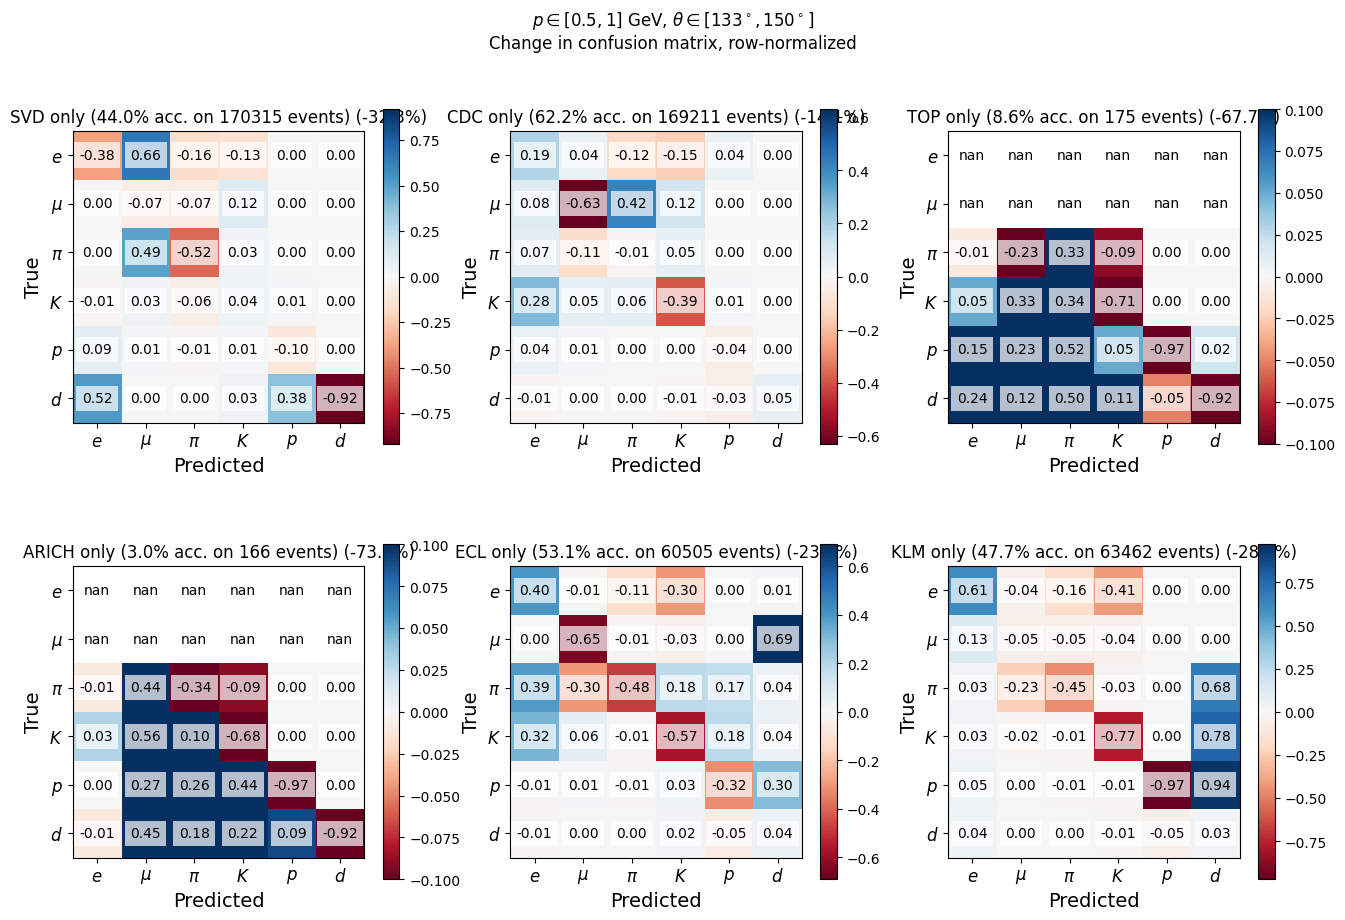 p ∈ [0.5, 1] GeV, θ ∈ [133°, 150°]
Change in confusion matrix, row-normalized
SVD only (44.0% acc. on 170315 events)
True
e -0.38 0.66 -0.16 -0.13 0.00 0.00
μ 0.00 -0.07 -0.07 0.12 0.00 0.00
π 0.00 0.49 -0.52 0.03 0.00 0.00
K -0.01 0.03 -0.06 0.04 0.01 0.00
p 0.09 0.01 -0.01 0.01 -0.10 0.00
d 0.52 0.00 0.00 0.03 0.38 -0.92
e μ π K p d
Predicted
0.75
0.50
0.25
0.00
−0.25
−0.50
−0.75
CDC only (62.2% acc. on 169211 events)
True
e 0.19 0.04 -0.12 -0.15 0.04 0.00
μ 0.08 -0.63 0.42 0.12 0.00 0.00
π 0.07 -0.11 -0.01 0.05 0.00 0.00
K 0.28 0.05 0.06 -0.39 0.01 0.00
p 0.04 0.01 0.00 0.00 -0.04 0.00
d -0.01 0.00 0.00 -0.01 -0.03 0.05
e μ π K p d
Predicted
0.4
0.2
0.0
−0.2
−0.4
−0.6
TOP only (8.6% acc. on 175 events)
True
e nan nan nan nan nan nan
μ nan nan nan nan nan nan
π -0.01 -0.23 0.33 -0.09 0.00 0.00
K 0.05 0.33 0.34 -0.71 0.00 0.00
p 0.15 0.23 0.52 0.05 -0.97 0.02
d 0.24 0.12 0.50 0.11 -0.05 -0.92
e μ π K p d
Predicted
0.100
0.075
0.050
0.025
0.000
−0.025
−0.050
−0.075
−0.100
ARICH only (3.0% acc. on 166 events)
True
e nan nan nan nan nan nan
μ nan nan nan nan nan nan
π -0.01 0.44 -0.34 -0.09 0.00 0.00
K 0.03 0.56 0.10 -0.68 0.00 0.00
p 0.00 0.27 0.26 0.44 -0.97 0.00
d -0.01 0.45 0.18 0.22 0.09 -0.92
e μ π K p d
Predicted
0.100
0.075
0.050
0.025
0.000
−0.025
−0.050
−0.075
−0.100
ECL only (53.1% acc. on 60505 events)
True
e 0.40 -0.01 -0.11 -0.30 0.00 0.01
μ 0.00 -0.65 -0.01 -0.03 0.00 0.69
π 0.39 -0.30 -0.48 0.18 0.17 0.04
K 0.32 0.06 -0.01 -0.57 0.18 0.04
p -0.01 0.01 -0.01 0.03 -0.32 0.30
d -0.01 0.00 0.00 0.02 -0.05 0.04
e μ π K p d
Predicted
0.6
0.4
0.2
0.0
−0.2
−0.4
−0.6
KLM only (47.7% acc. on 63462 events)
True
e 0.61 -0.04 -0.16 -0.41 0.00 0.00
μ 0.13 -0.05 -0.05 -0.04 0.00 0.00
π 0.03 -0.23 -0.45 -0.03 0.00 0.68
K 0.03 -0.02 -0.01 -0.77 0.00 0.78
p 0.05 0.00 -0.01 -0.01 -0.97 0.94
d 0.04 0.00 0.00 -0.01 -0.05 0.03
e μ π K p d
Predicted
0.75
0.50
0.25
0.00
−0.25
−0.50
−0.75